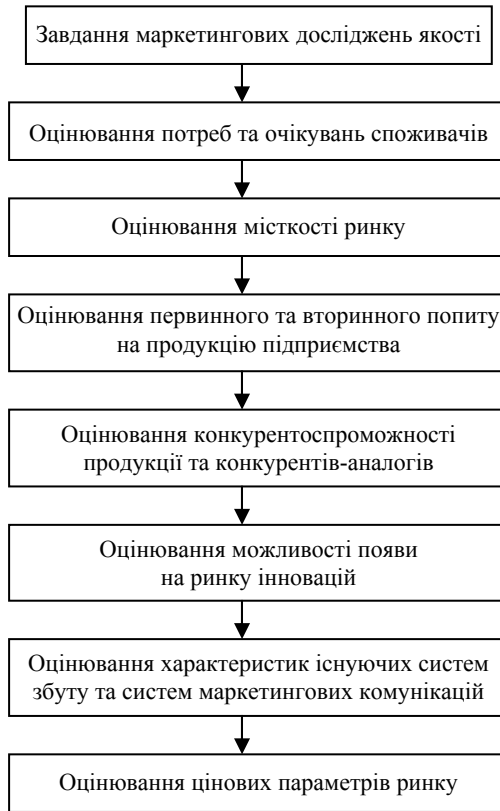 Завдання маркетингових досліджень якості
Оцінювання потреб та очікувань споживачів
Оцінювання місткості ринку
Оцінювання первинного та вторинного попиту
на продукцію підприємства
Оцінювання конкурентоспроможності
продукції та конкурентів-аналогів
Оцінювання можливості появи
на ринку інновацій
Оцінювання характеристик існуючих систем
збуту та систем маркетингових комунікацій
Оцінювання цінових параметрів ринку